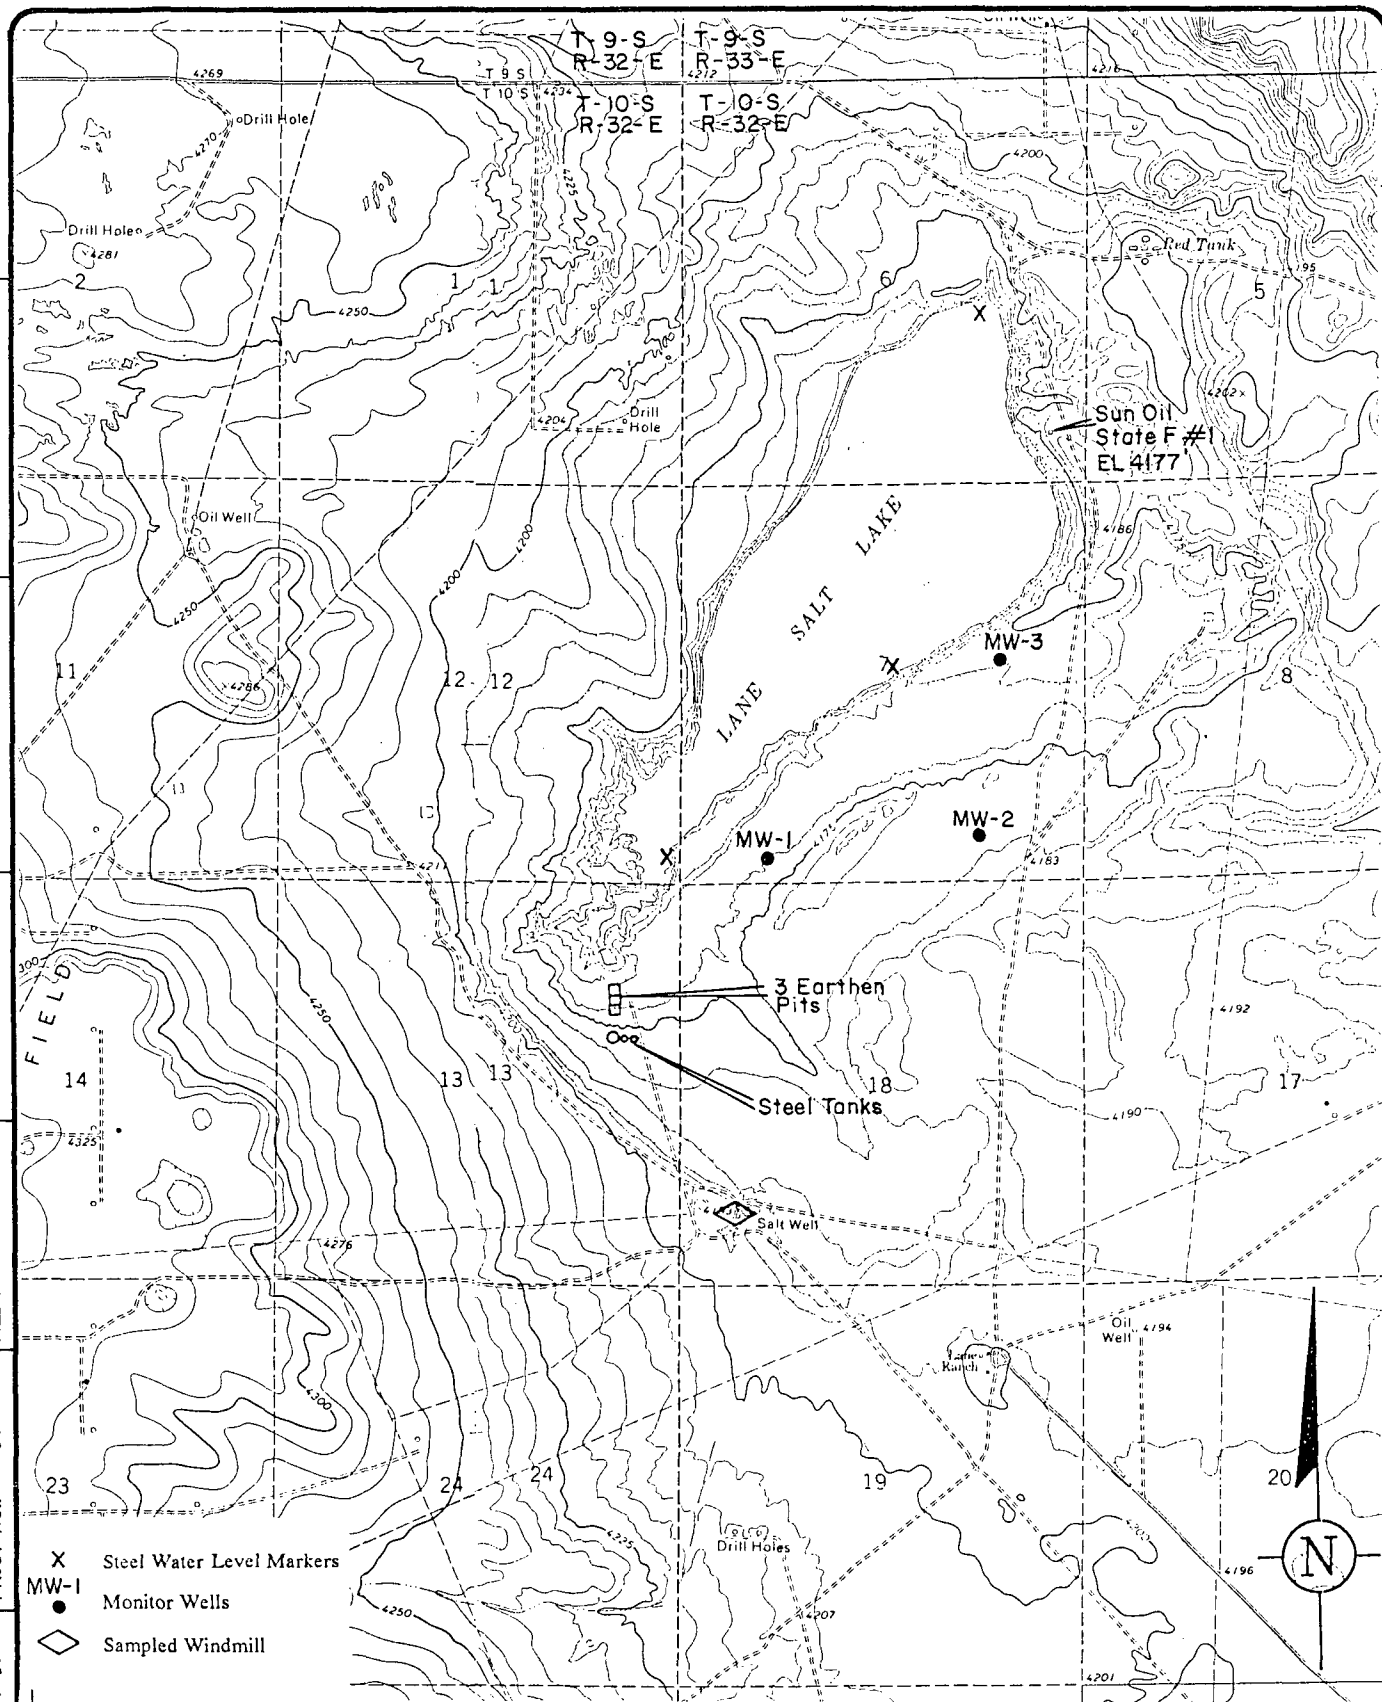 T-9-S
R-32-E
T-9-S
R-33-E
4269
T 9 S
T 10 S
4234
4212
4216
T-10-S
R-32-E
T-10-S
R-32-E
Drill Hole
4270
4225
4200
Drill Hole
4281
Red Tank
2
1
1
6
5
4250
4204
Drill
Hole
4202
Sun Oil
State F #1
EL 4177
Oil Well
4200
4200
LANE SALT LAKE
4186
4250
MW-3
11
4286
12
12
8
MW-1
4175
MW-2
4211
4183
FIELD
4250
3 Earthen
Pits
4192
14
13
13
18
17
Steel Tanks
4190
4325
Salt Well
4276
Oil
Well
4194
Lane
Ranch
4300
23
24
24
19
20
4225
Drill Holes
4196
4250
4207
4201
N
X Steel Water Level Markers
MW-1
Monitor Wells
Sampled Windmill